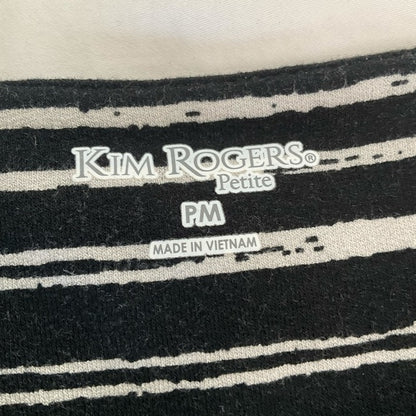 KIM ROGERS®
Petite
PM
MADE IN VIETNAM